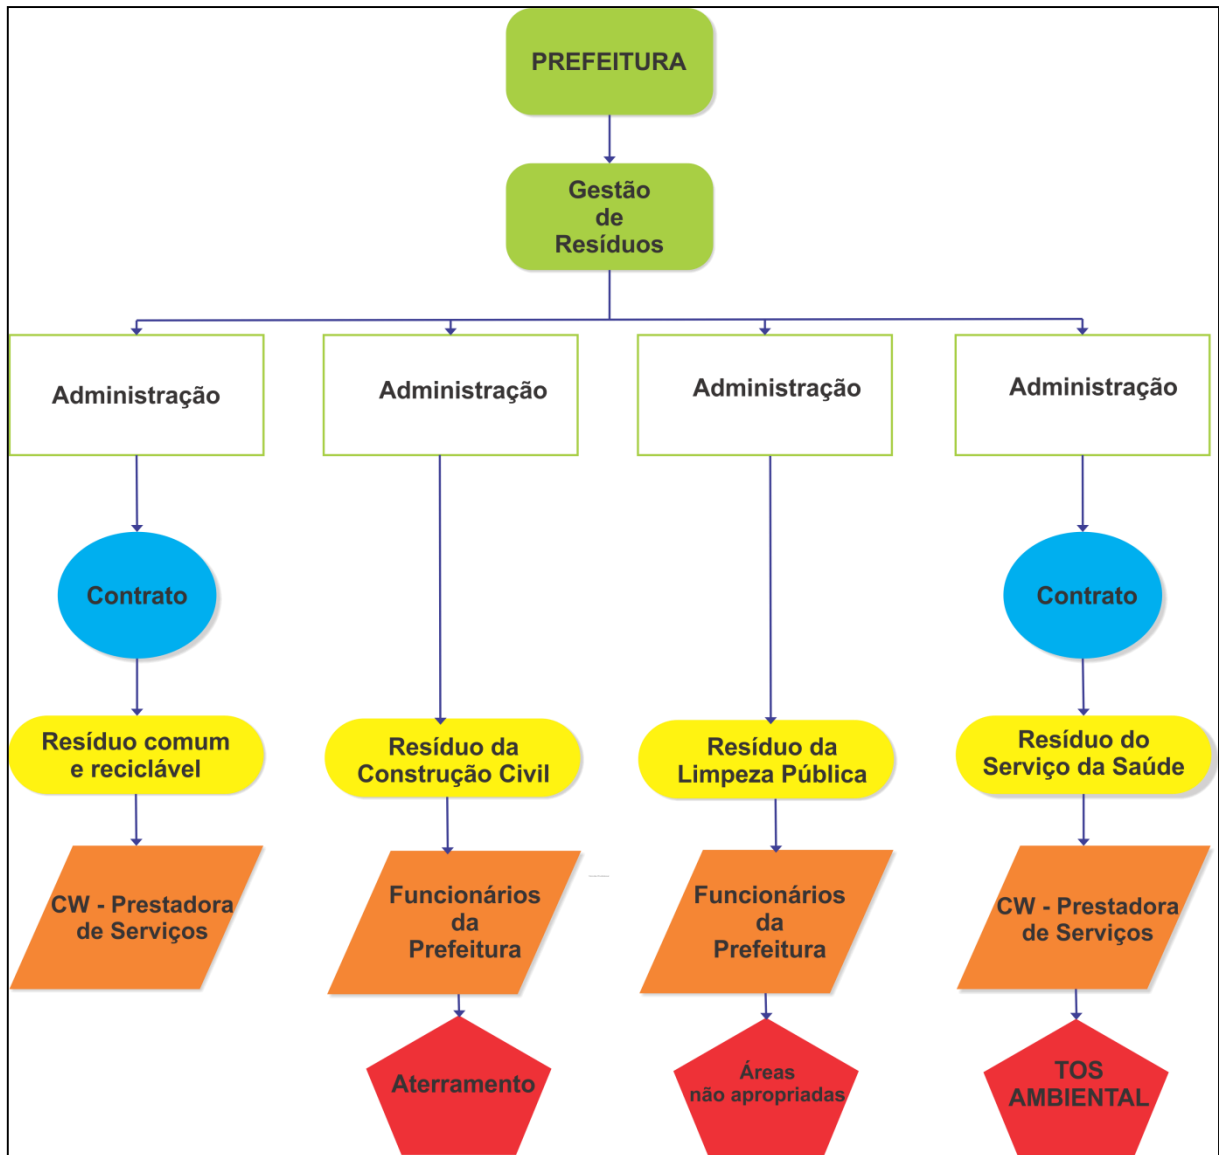 PREFEITURA
Gestão
de
Resíduos
Administração
Administração
Administração
Administração
Contrato
Contrato
Resíduo comum
e reciclável
Resíduo da
Construção Civil
Resíduo da
Limpeza Pública
Resíduo do
Serviço da Saúde
CW - Prestadora
de Serviços
Funcionários
da
Prefeitura
Funcionários
da
Prefeitura
CW - Prestadora
de Serviços
Aterramento
Áreas
não apropriadas
TOS
AMBIENTAL